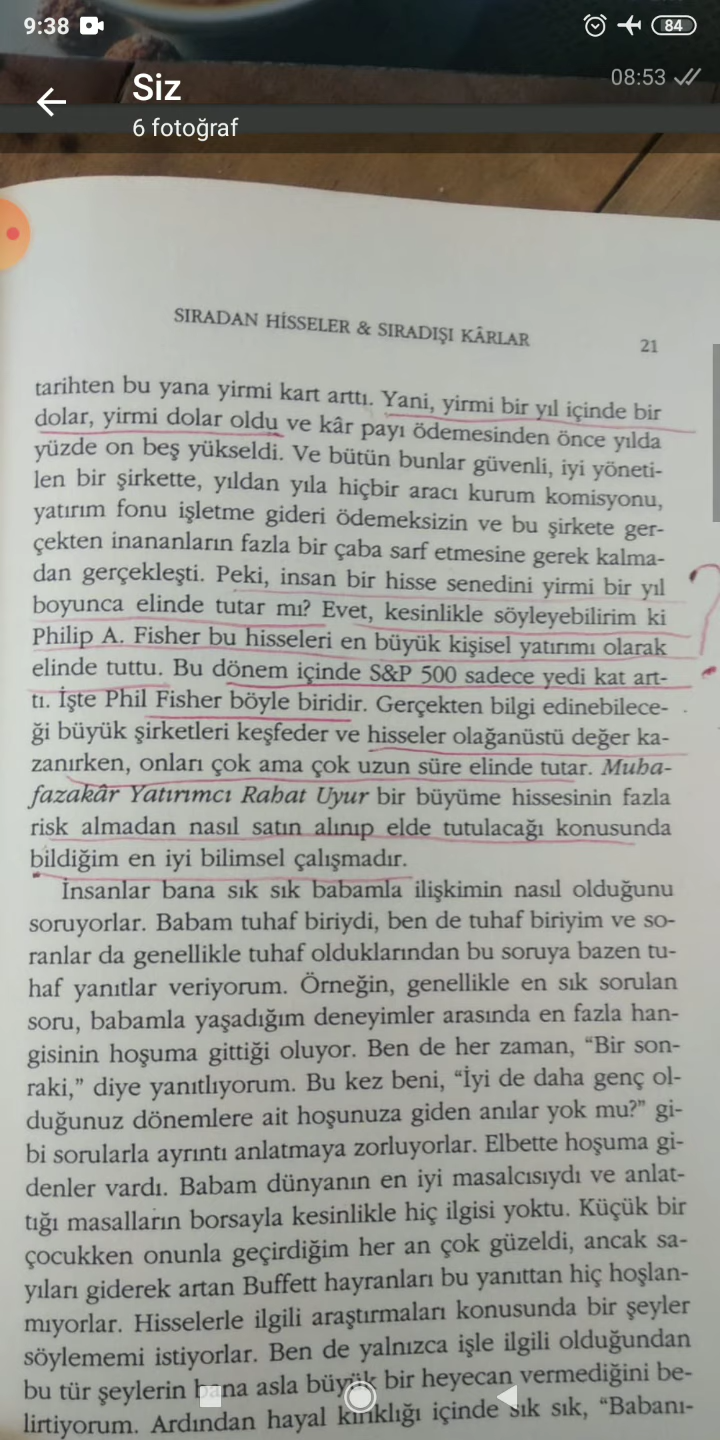 9:38
84
08:53
Siz
6 fotoğraf
SIRADAN HİSSELER & SIRADIŞI KÂRLAR 21
tarihten bu yana yirmi kart arttı. Yani, yirmi bir yıl içinde bir
dolar, yirmi dolar oldu ve kâr payı ödemesinden önce yılda
yüzde on beş yükseldi. Ve bütün bunlar güvenli, iyi yöneti-
len bir şirkette, yıldan yıla hiçbir aracı kurum komisyonu,
yatırım fonu işletme gideri ödemeksizin ve bu şirkete ger-
çekten inananların fazla bir çaba sarf etmesine gerek kalma-
dan gerçekleşti. Peki, insan bir hisse senedini yirmi bir yıl
boyunca elinde tutar mı? Evet, kesinlikle söyleyebilirim ki
Philip A. Fisher bu hisseleri en büyük kişisel yatırımı olarak
elinde tuttu. Bu dönem içinde S&P 500 sadece yedi kat art-
tı. İşte Phil Fisher böyle biridir. Gerçekten bilgi edinebilece-
ği büyük şirketleri keşfeder ve hisseler olağanüstü değer ka-
zanırken, onları çok ama çok uzun süre elinde tutar. Muha-
fazakâr Yatırımcı Rahat Uyur bir büyüme hissesinin fazla
risk almadan nasıl satın alınıp elde tutulacağı konusunda
bildiğim en iyi bilimsel çalışmadır.
İnsanlar bana sık sık babamla ilişkimin nasıl olduğunu
soruyorlar. Babam tuhaf biriydi, ben de tuhaf biriyim ve so-
ranlar da genellikle tuhaf olduklarından bu soruya bazen tu-
haf yanıtlar veriyorum. Örneğin, genellikle en sık sorulan
soru, babamla yaşadığım deneyimler arasında en fazla han-
gisinin hoşuma gittiği oluyor. Ben de her zaman, “Bir son-
raki,” diye yanıtlıyorum. Bu kez beni, “İyi de daha genç ol-
duğunuz dönemlere ait hoşunuza giden anılar yok mu?” gi-
bi sorularla ayrıntı anlatmaya zorluyorlar. Elbette hoşuma gi-
denler vardı. Babam dünyanın en iyi masalcısıydı ve anlat-
tığı masalların borsayla kesinlikle hiç ilgisi yoktu. Küçük bir
çocukken onunla geçirdiğim her an çok güzeldi, ancak sa-
yıları giderek artan Buffett hayranları bu yanıttan hiç hoşlan-
mıyorlar. Hisselerle ilgili araştırmaları konusunda bir şeyler
söylememi istiyorlar. Ben de yalnızca işle ilgili olduğundan
bu tür şeylerin bana asla büyük bir heyecan vermediğini be-
lirtiyorum. Ardından hayal kırıklığı içinde sık sık, “Babanı-